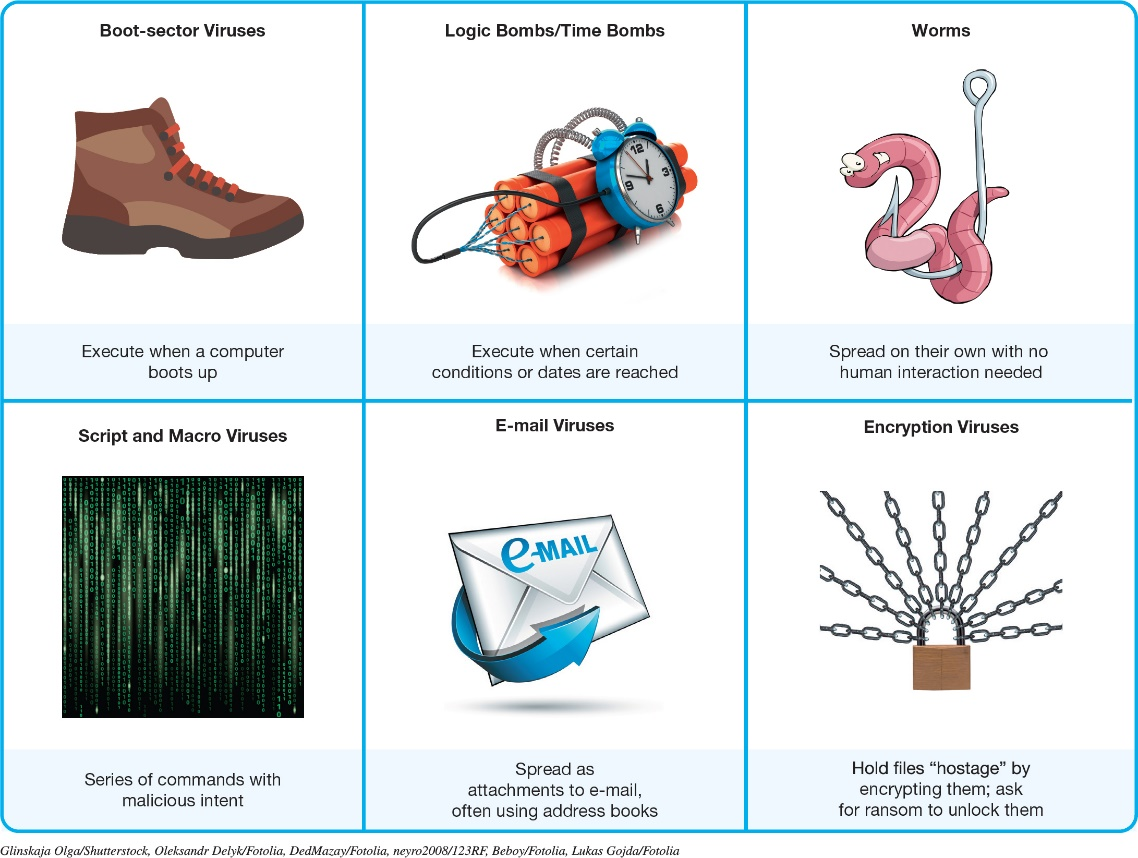 Boot-sector Viruses
Logic Bombs/Time Bombs
Worms
12
3
6
9
Execute when a computer
boots up
Execute when certain
conditions or dates are reached
Spread on their own with no
human interaction needed
Script and Macro Viruses
E-mail Viruses
Encryption Viruses
e-MAIL
Series of commands with
malicious intent
Spread as
attachments to e-mail,
often using address books
Hold files “hostage” by
encrypting them; ask
for ransom to unlock them
Glinskaja Olga/Shutterstock, Oleksandr Delyk/Fotolia, DedMazay/Fotolia, neyro2008/123RF, Beboy/Fotolia, Lukas Gojda/Fotolia